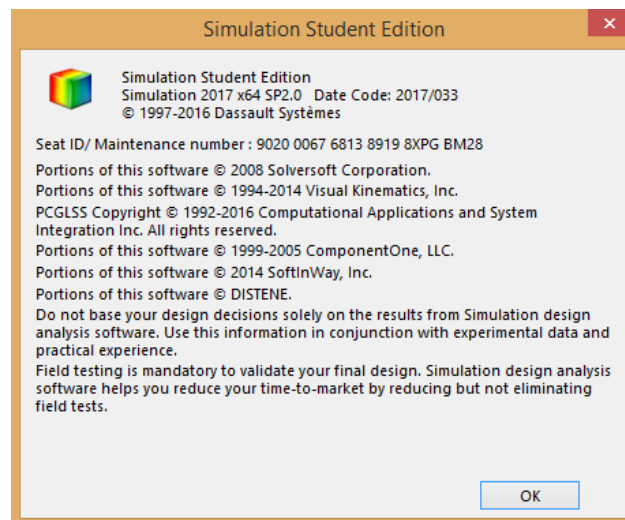 Simulation Student Edition
Simulation Student Edition
Simulation 2017 x64 SP2.0 Date Code: 2017/033
© 1997-2016 Dassault Systèmes
Seat ID/ Maintenance number : 9020 0067 6813 8919 8XPG BM28
Portions of this software © 2008 Solversoft Corporation.
Portions of this software © 1994-2014 Visual Kinematics, Inc.
PCGLSS Copyright © 1992-2016 Computational Applications and System
Integration Inc. All rights reserved.
Portions of this software © 1999-2005 ComponentOne, LLC.
Portions of this software © 2014 SoftInWay, Inc.
Portions of this software © DISTENE.
Do not base your design decisions solely on the results from Simulation design
analysis software. Use this information in conjunction with experimental data and
practical experience.
Field testing is mandatory to validate your final design. Simulation design analysis
software helps you reduce your time-to-market by reducing but not eliminating
field tests.
OK